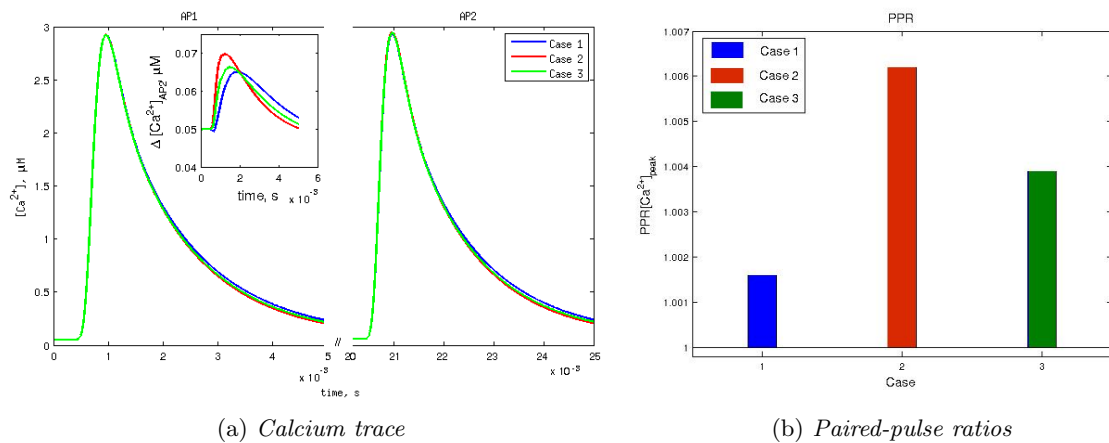 AP1
AP2
PPR
[Ca²⁺], μM
3
2.5
2
1.5
1
0.5
0
0
1
2
3
4
5
x 10⁻³
//
20
21
22
23
24
25
x 10⁻³
time, s
Δ [Ca²⁺]AP2, μM
0.07
0.06
0.05
0.04
0
2
4
6
time, s
x 10⁻³
Case 1
Case 2
Case 3
PPR[Ca²⁺]peak
1.007
1.006
1.005
1.004
1.003
1.002
1.001
1
1
2
3
Case
Case 1
Case 2
Case 3
(a) Calcium trace
(b) Paired-pulse ratios